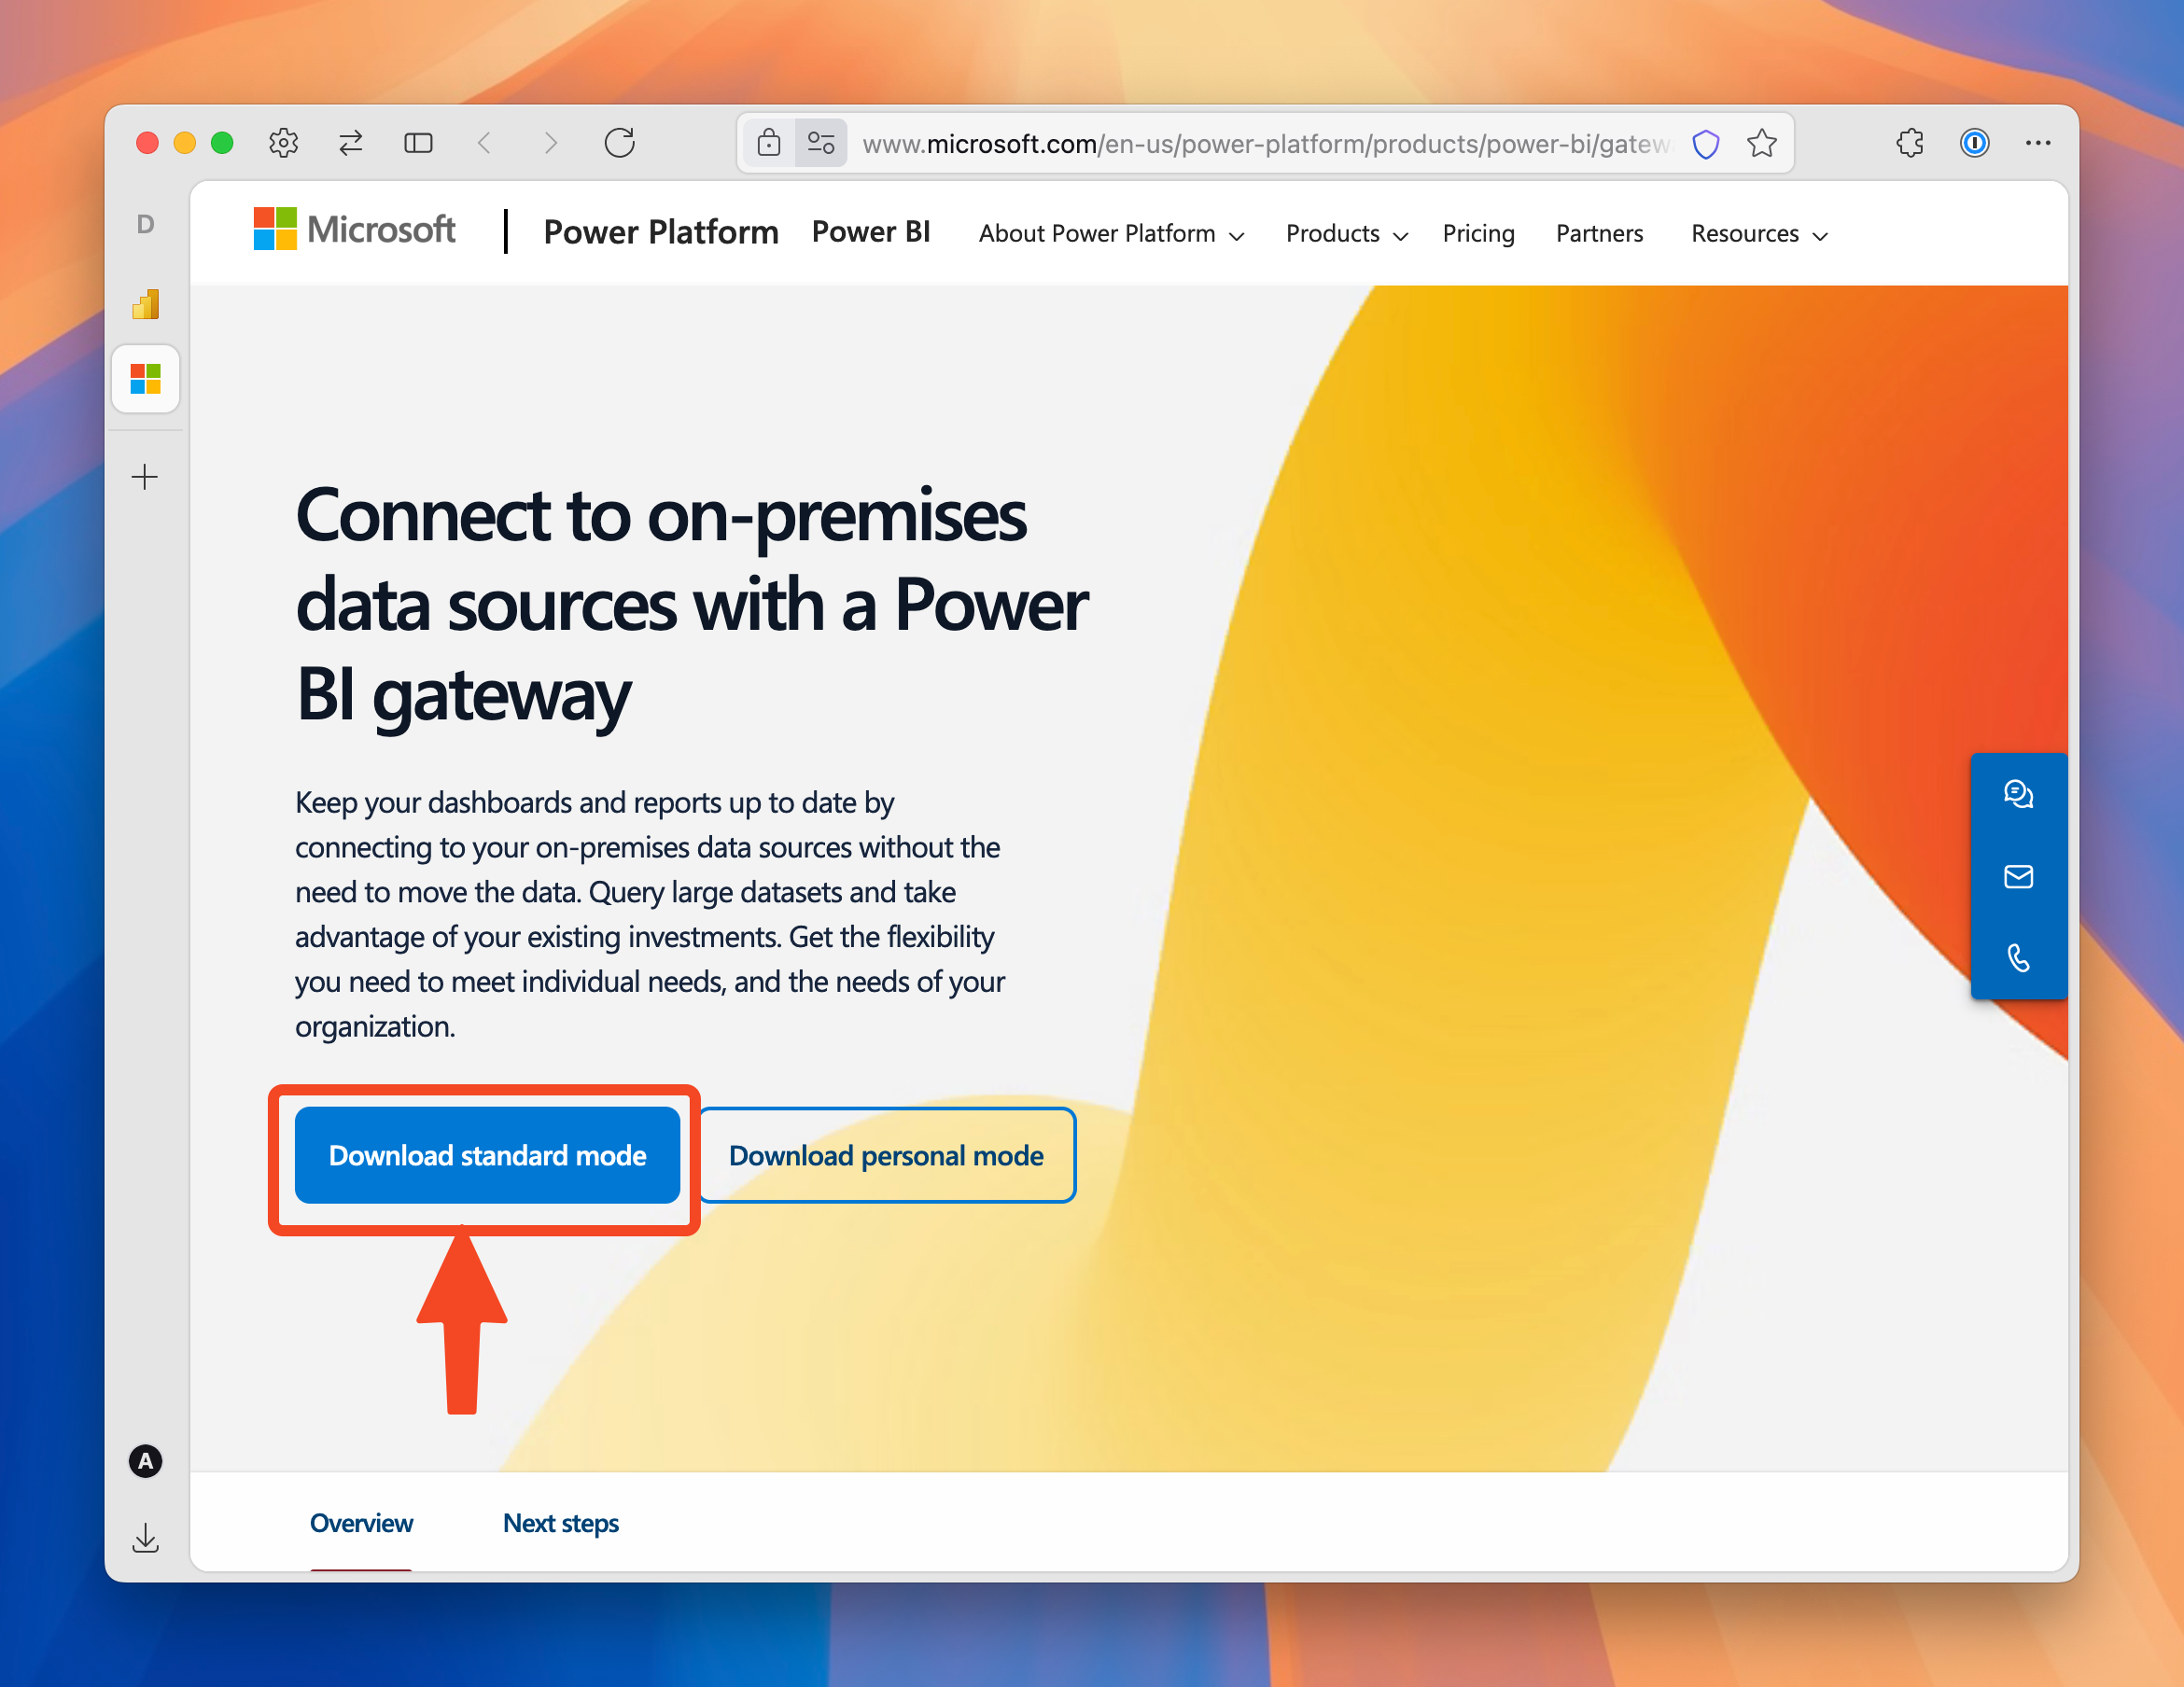 www.microsoft.com/en-us/power-platform/products/power-bi/gatew
D
Microsoft
Power Platform
Power BI
About Power Platform
Products
Pricing
Partners
Resources
Connect to on-premises
data sources with a Power
BI gateway
Keep your dashboards and reports up to date by
connecting to your on-premises data sources without the
need to move the data. Query large datasets and take
advantage of your existing investments. Get the flexibility
you need to meet individual needs, and the needs of your
organization.
Download standard mode
Download personal mode
A
Overview
Next steps